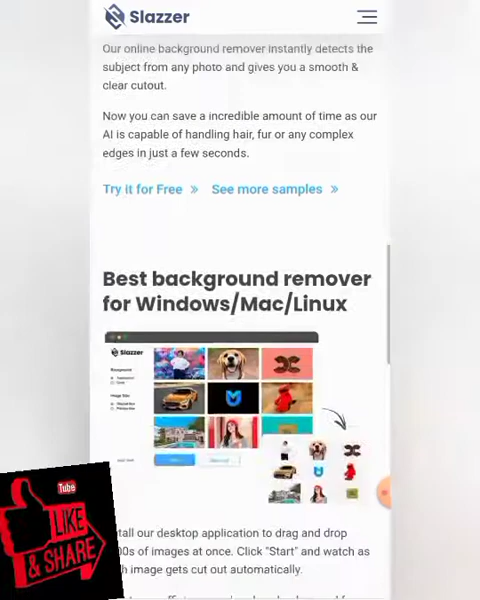 Slazzer
Our online background remover instantly detects the
subject from any photo and gives you a smooth &
clear cutout.
Now you can save a incredible amount of time as our
AI is capable of handling hair, fur or any complex
edges in just a few seconds.
Try it for Free » See more samples »
Best background remover
for Windows/Mac/Linux
Slazzer
Tube
LIKE
& SHARE
tall our desktop application to drag and drop
00s of images at once. Click "Start" and watch as
h image gets cut out automatically.